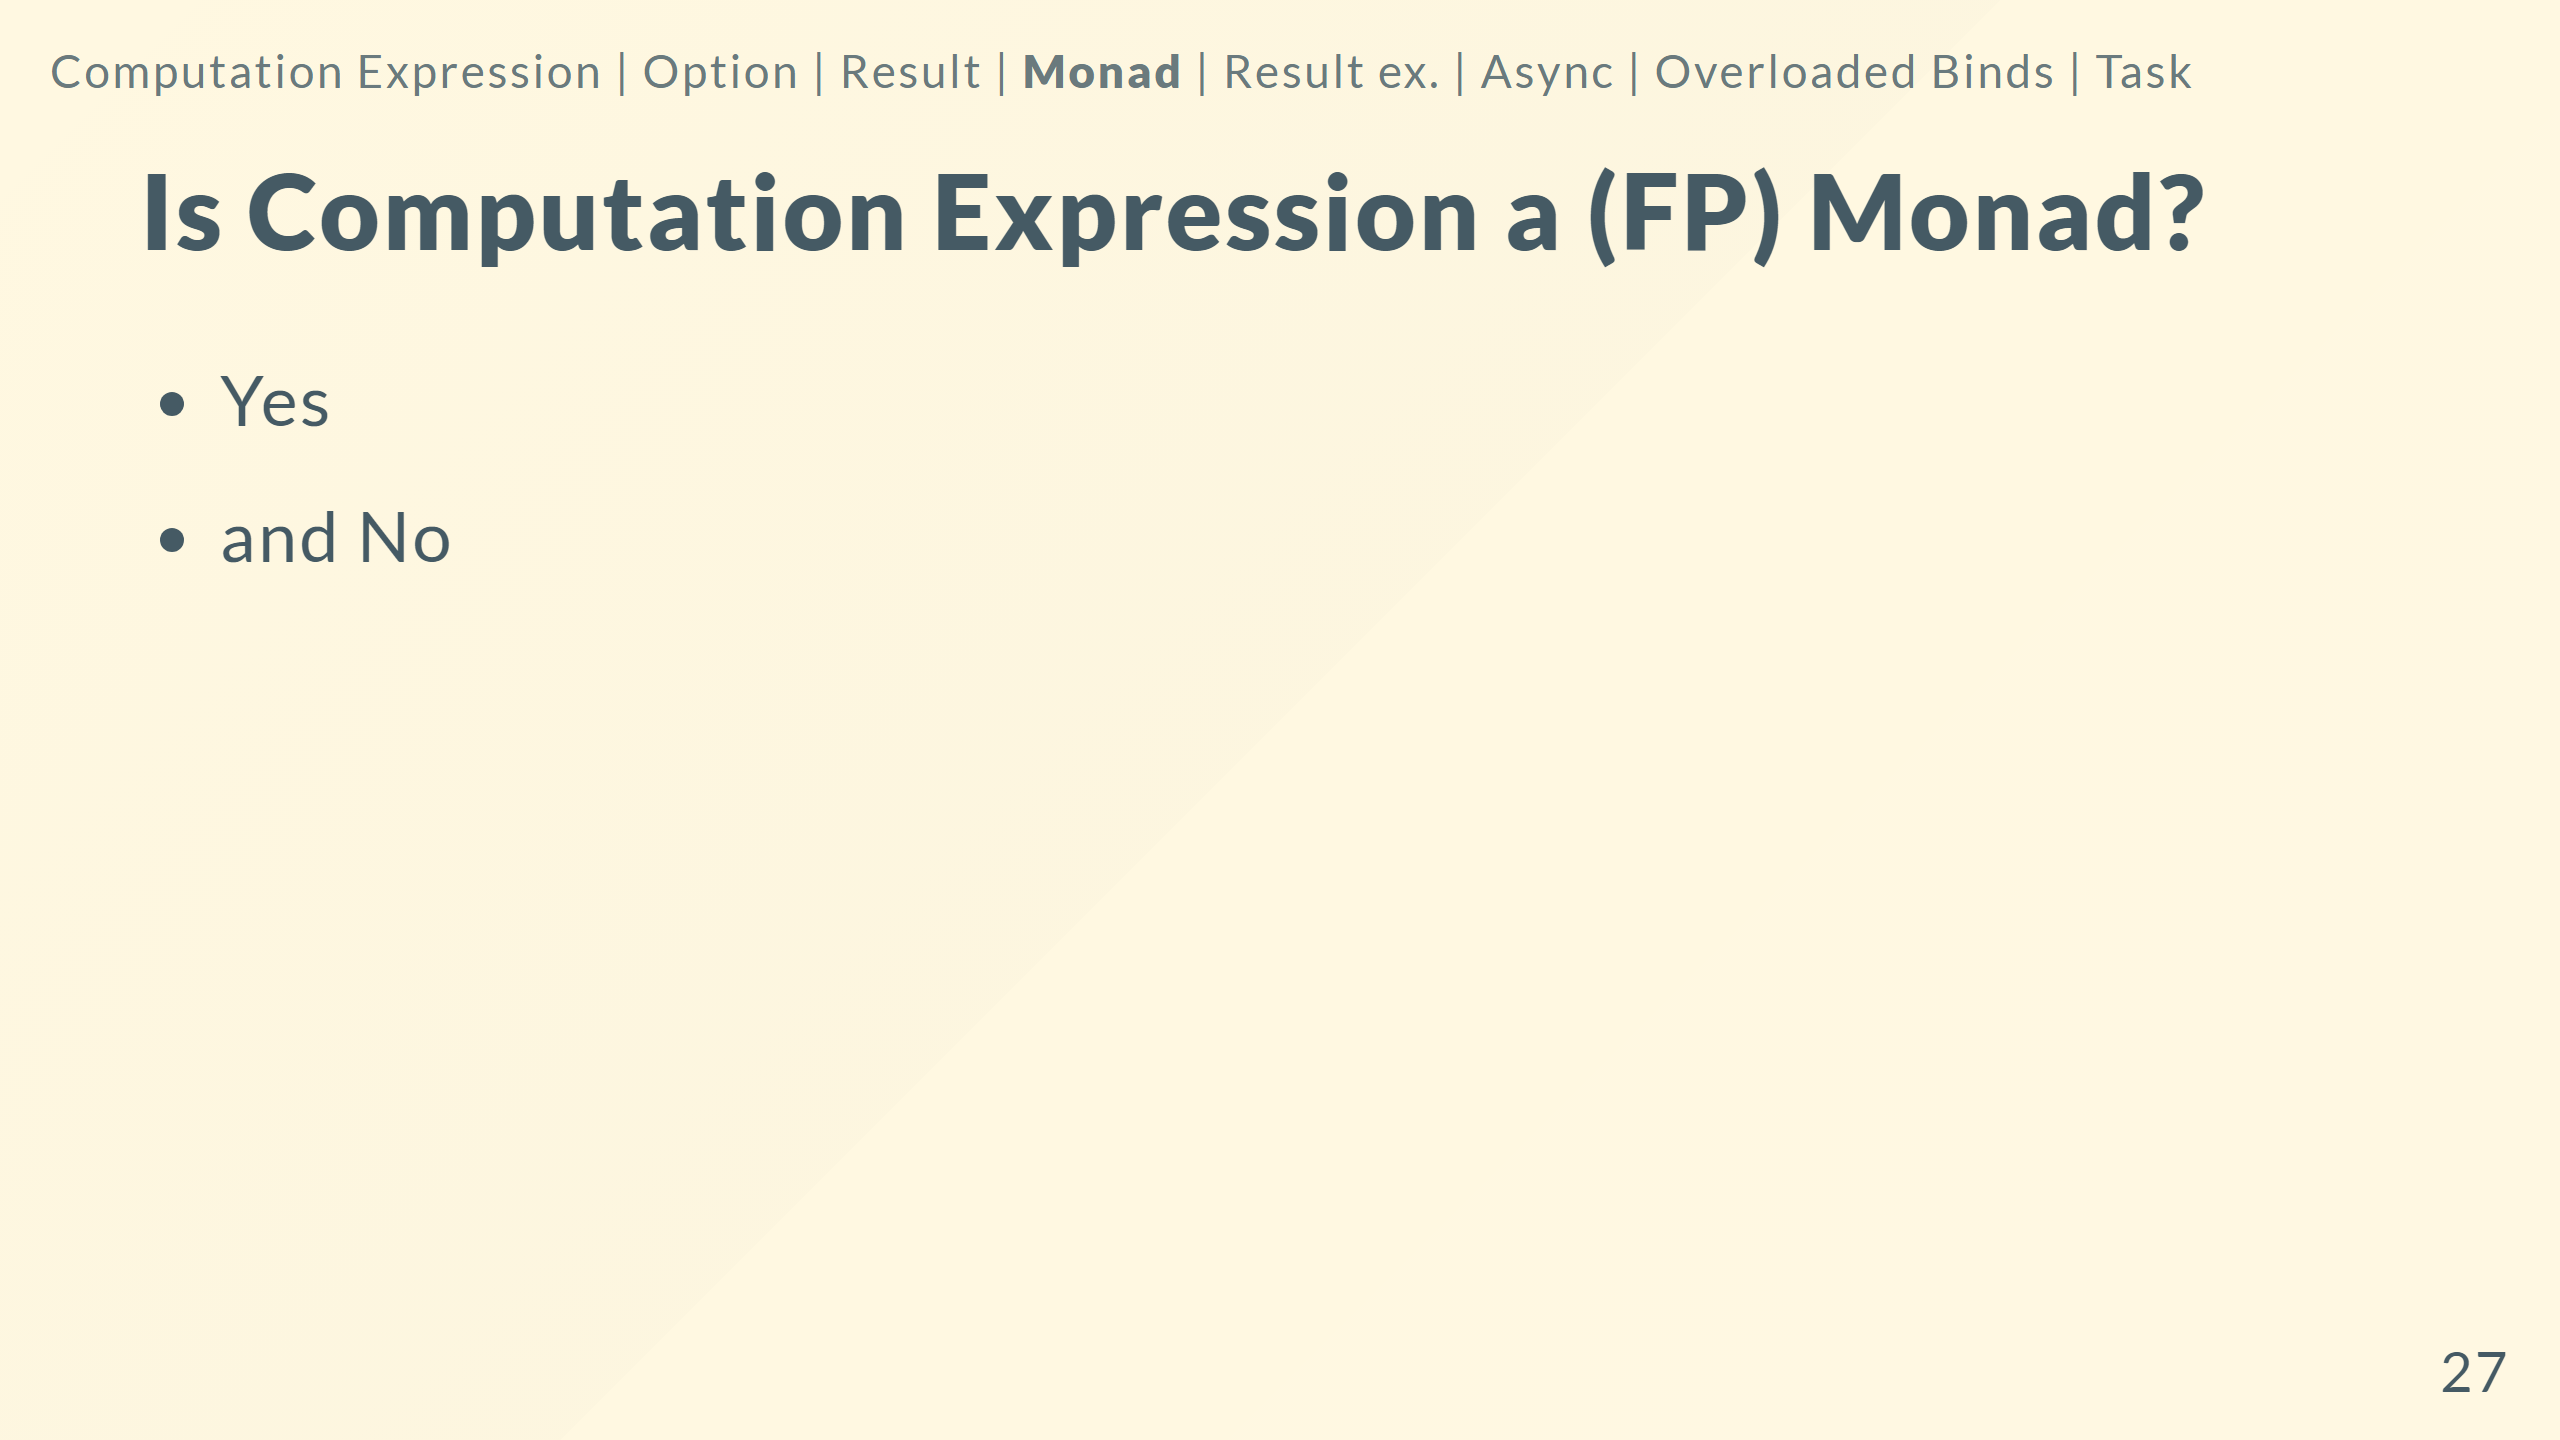 Computation Expression | Option | Result | Monad | Result ex. | Async | Overloaded Binds | Task
Is Computation Expression a (FP) Monad?
• Yes
• and No
27